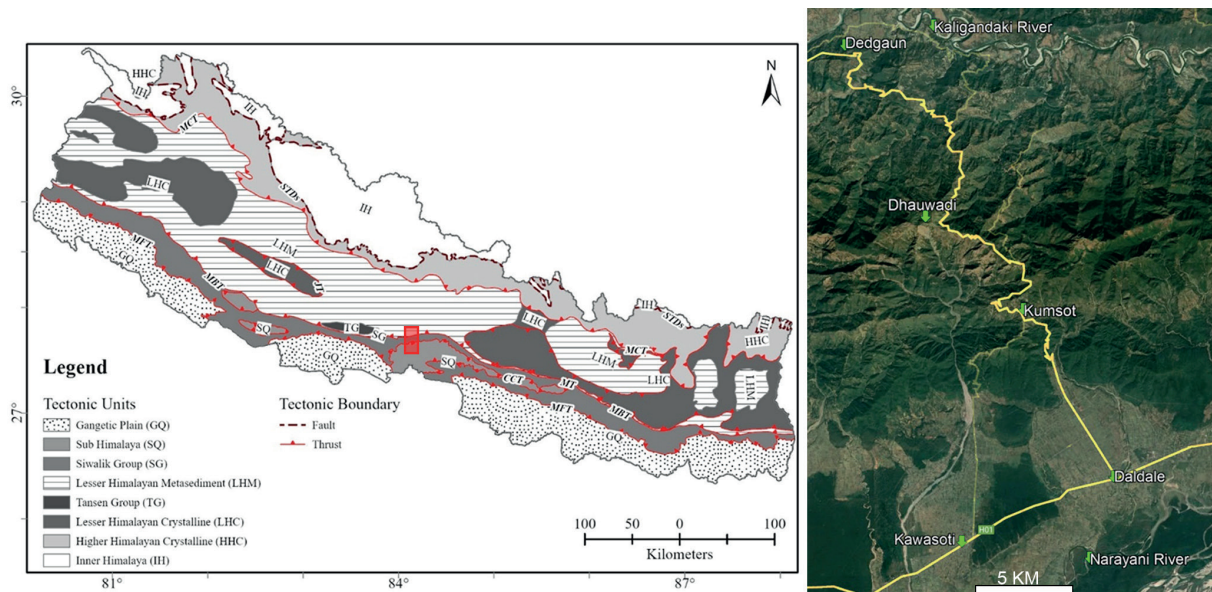 HHC
IH
IH
30°
N
MCT
LHC
STDs
IH
MFT
LHM
GQ
LHC
JT
MBT
SQ
TG
SG
IH
STDs
IH
LHC
HHC
GQ
LHM
MCT
SQ
LHC
LHM
CCT
MT
MFT
MBT
GQ
27°
Legend
Tectonic Units
Gangetic Plain (GQ)
Sub Himalaya (SQ)
Siwalik Group (SG)
Lesser Himalayan Metasediment (LHM)
Tansen Group (TG)
Lesser Himalayan Crystalline (LHC)
Higher Himalayan Crystalline (HHC)
Inner Himalaya (IH)
Tectonic Boundary
Fault
Thrust
100 50 0 100
Kilometers
81° 84° 87°
Kaligandaki River
Dedgaun
Dhauwadi
Kumsot
Daldale
H01
Kawasoti
Narayani River
5 KM